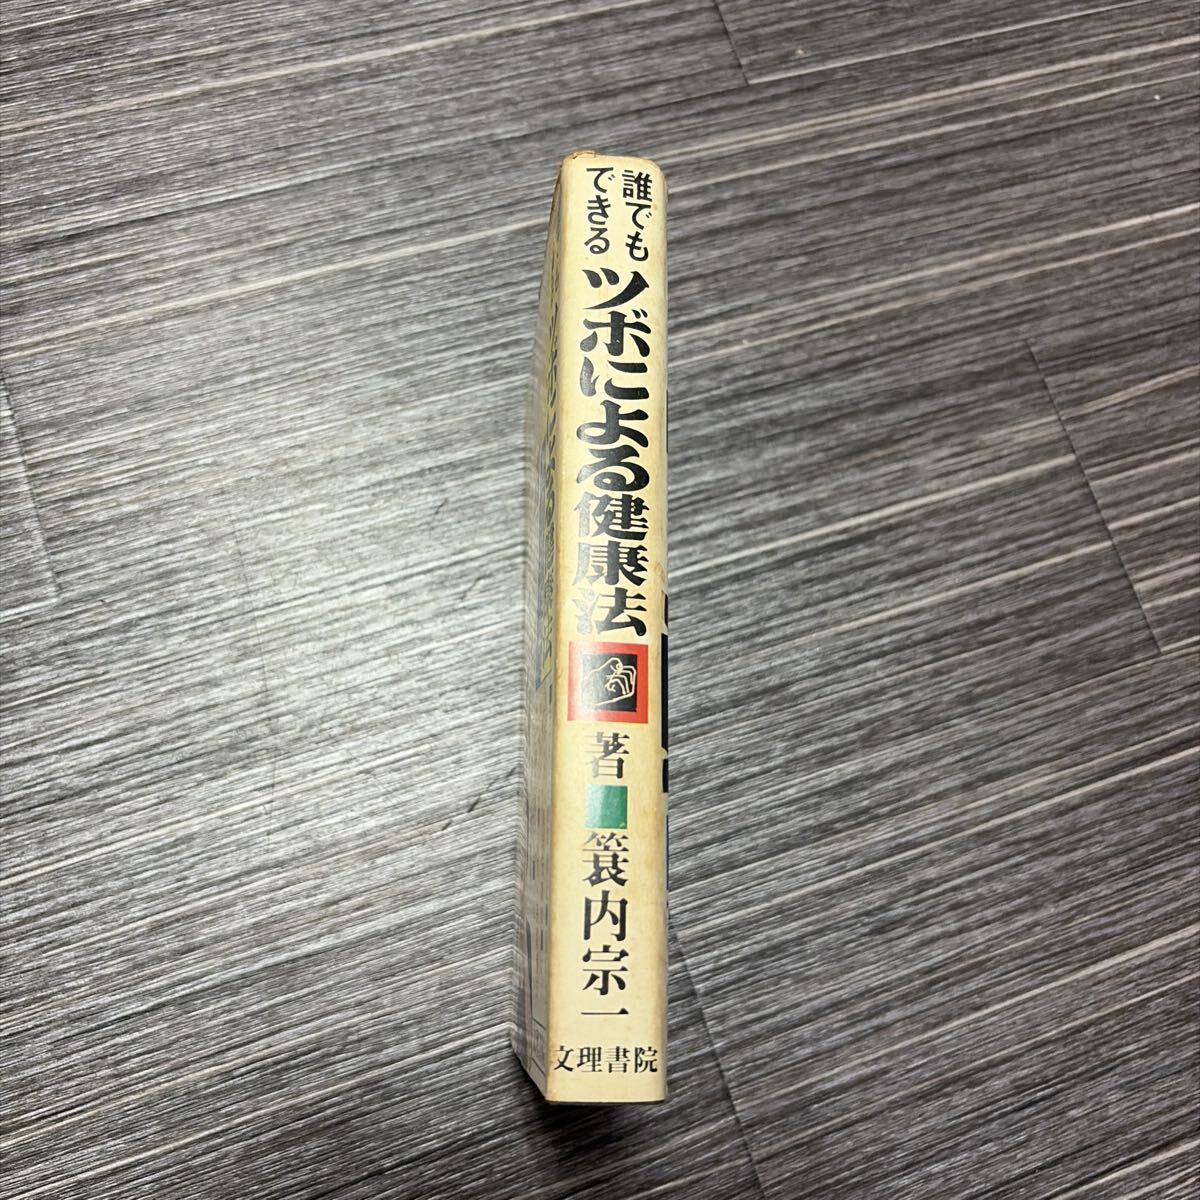 誰でも
できる
ツボによる健康法
著
簑内宗一
文理書院